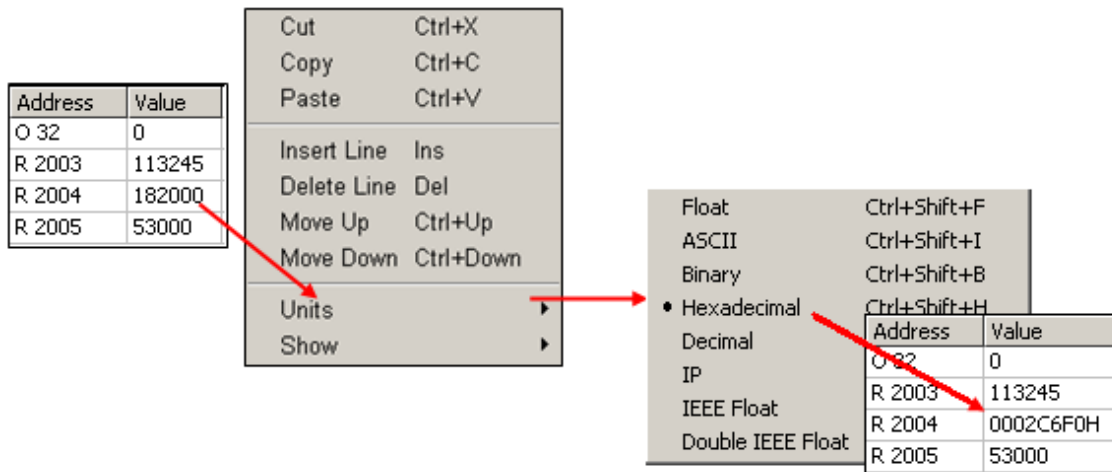 Address Value
O 32 0
R 2003 113245
R 2004 182000
R 2005 53000
Cut Ctrl+X
Copy Ctrl+C
Paste Ctrl+V
Insert Line Ins
Delete Line Del
Move Up Ctrl+Up
Move Down Ctrl+Down
Units
Show
Float Ctrl+Shift+F
ASCII Ctrl+Shift+I
Binary Ctrl+Shift+B
Hexadecimal Ctrl+Shift+H
Decimal
IP
IEEE Float
Double IEEE Float
Address Value
O 32 0
R 2003 113245
R 2004 0002C6F0H
R 2005 53000